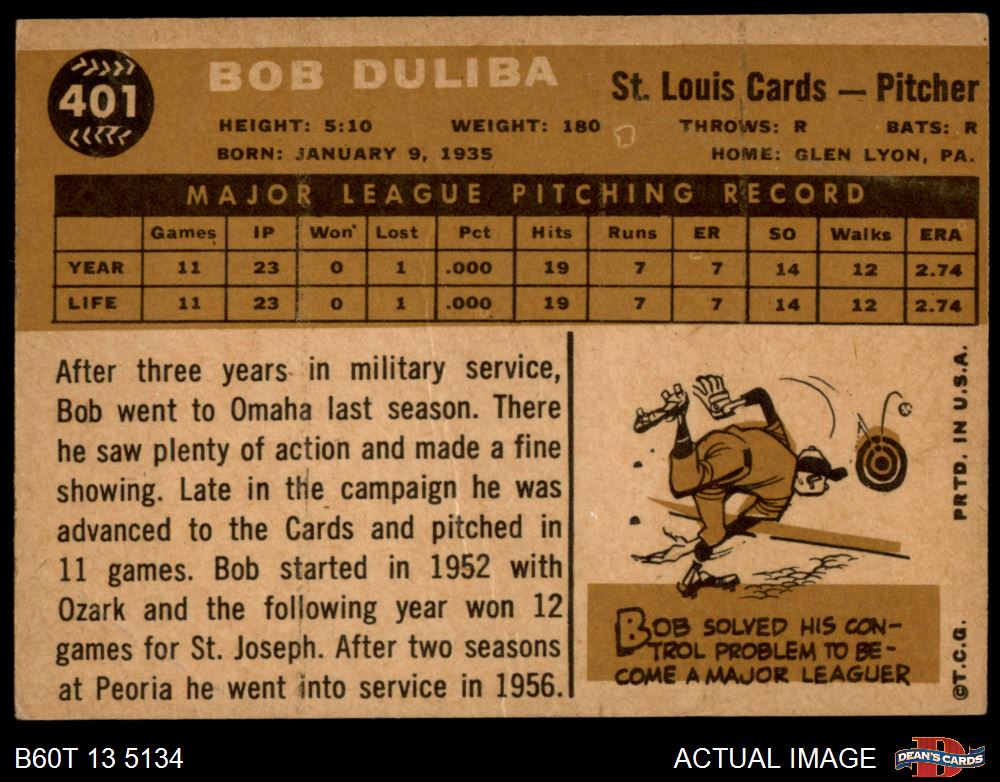 401
BOB DULIBA
St. Louis Cards — Pitcher
HEIGHT: 5:10 WEIGHT: 180 THROWS: R BATS: R
BORN: JANUARY 9, 1935 HOME: GLEN LYON, PA.
MAJOR LEAGUE PITCHING RECORD
Games IP Won Lost Pct Hits Runs ER SO Walks ERA
YEAR 11 23 0 1 .000 19 7 7 14 12 2.74
LIFE 11 23 0 1 .000 19 7 7 14 12 2.74
After three years in military service,
Bob went to Omaha last season. There
he saw plenty of action and made a fine
showing. Late in the campaign he was
advanced to the Cards and pitched in
11 games. Bob started in 1952 with
Ozark and the following year won 12
games for St. Joseph. After two seasons
at Peoria he went into service in 1956.
BOB SOLVED HIS CON-
TROL PROBLEM TO BE-
COME A MAJOR LEAGUER
©T.C.G. PRTD. IN U.S.A.
B60T 13 5134
ACTUAL IMAGE
D
DEAN'S CARDS